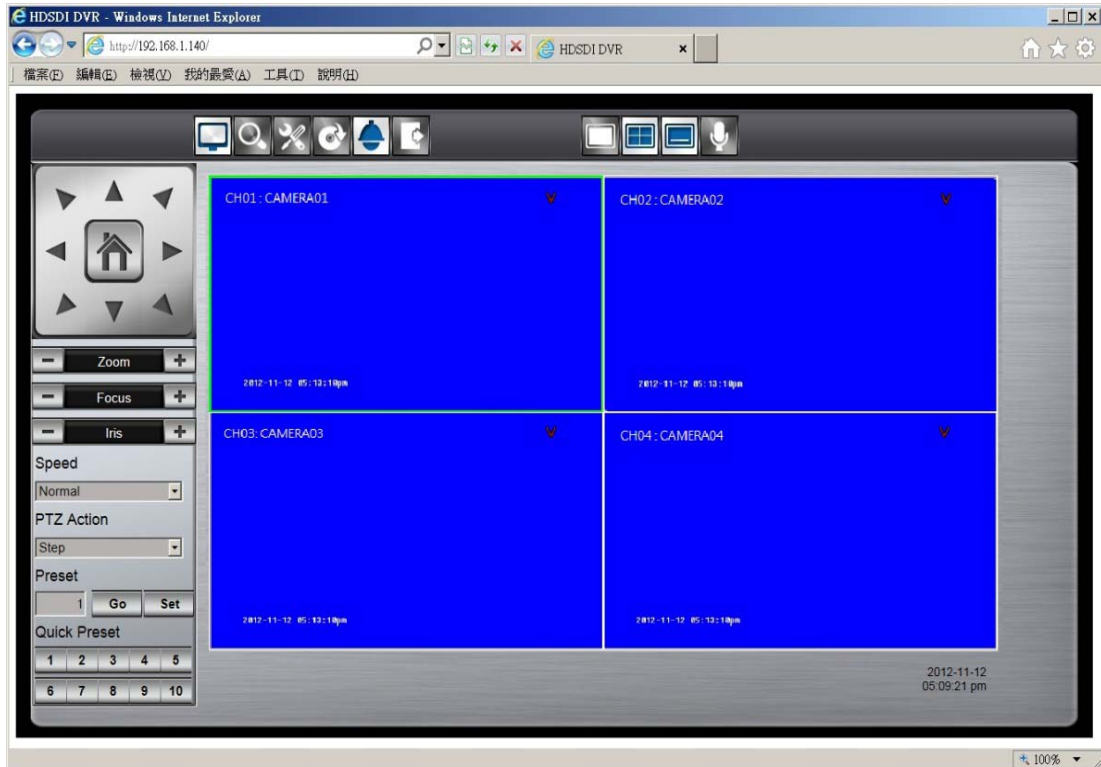 HDSDI DVR - Windows Internet Explorer
http://192.168.1.140/
HDSDI DVR
檔案(F) 編輯(E) 檢視(V) 我的最愛(A) 工具(T) 說明(H)
CH01 : CAMERA01
V
CH02 : CAMERA02
V
2012-11-12 05:13:10pm
2012-11-12 05:13:10pm
CH03: CAMERA03
V
CH04 : CAMERA04
V
2012-11-12 05:13:10pm
2012-11-12 05:13:10pm
Zoom
Focus
Iris
Speed
Normal
PTZ Action
Step
Preset
1 Go Set
Quick Preset
1 2 3 4 5
6 7 8 9 10
2012-11-12
05:09:21 pm
100%